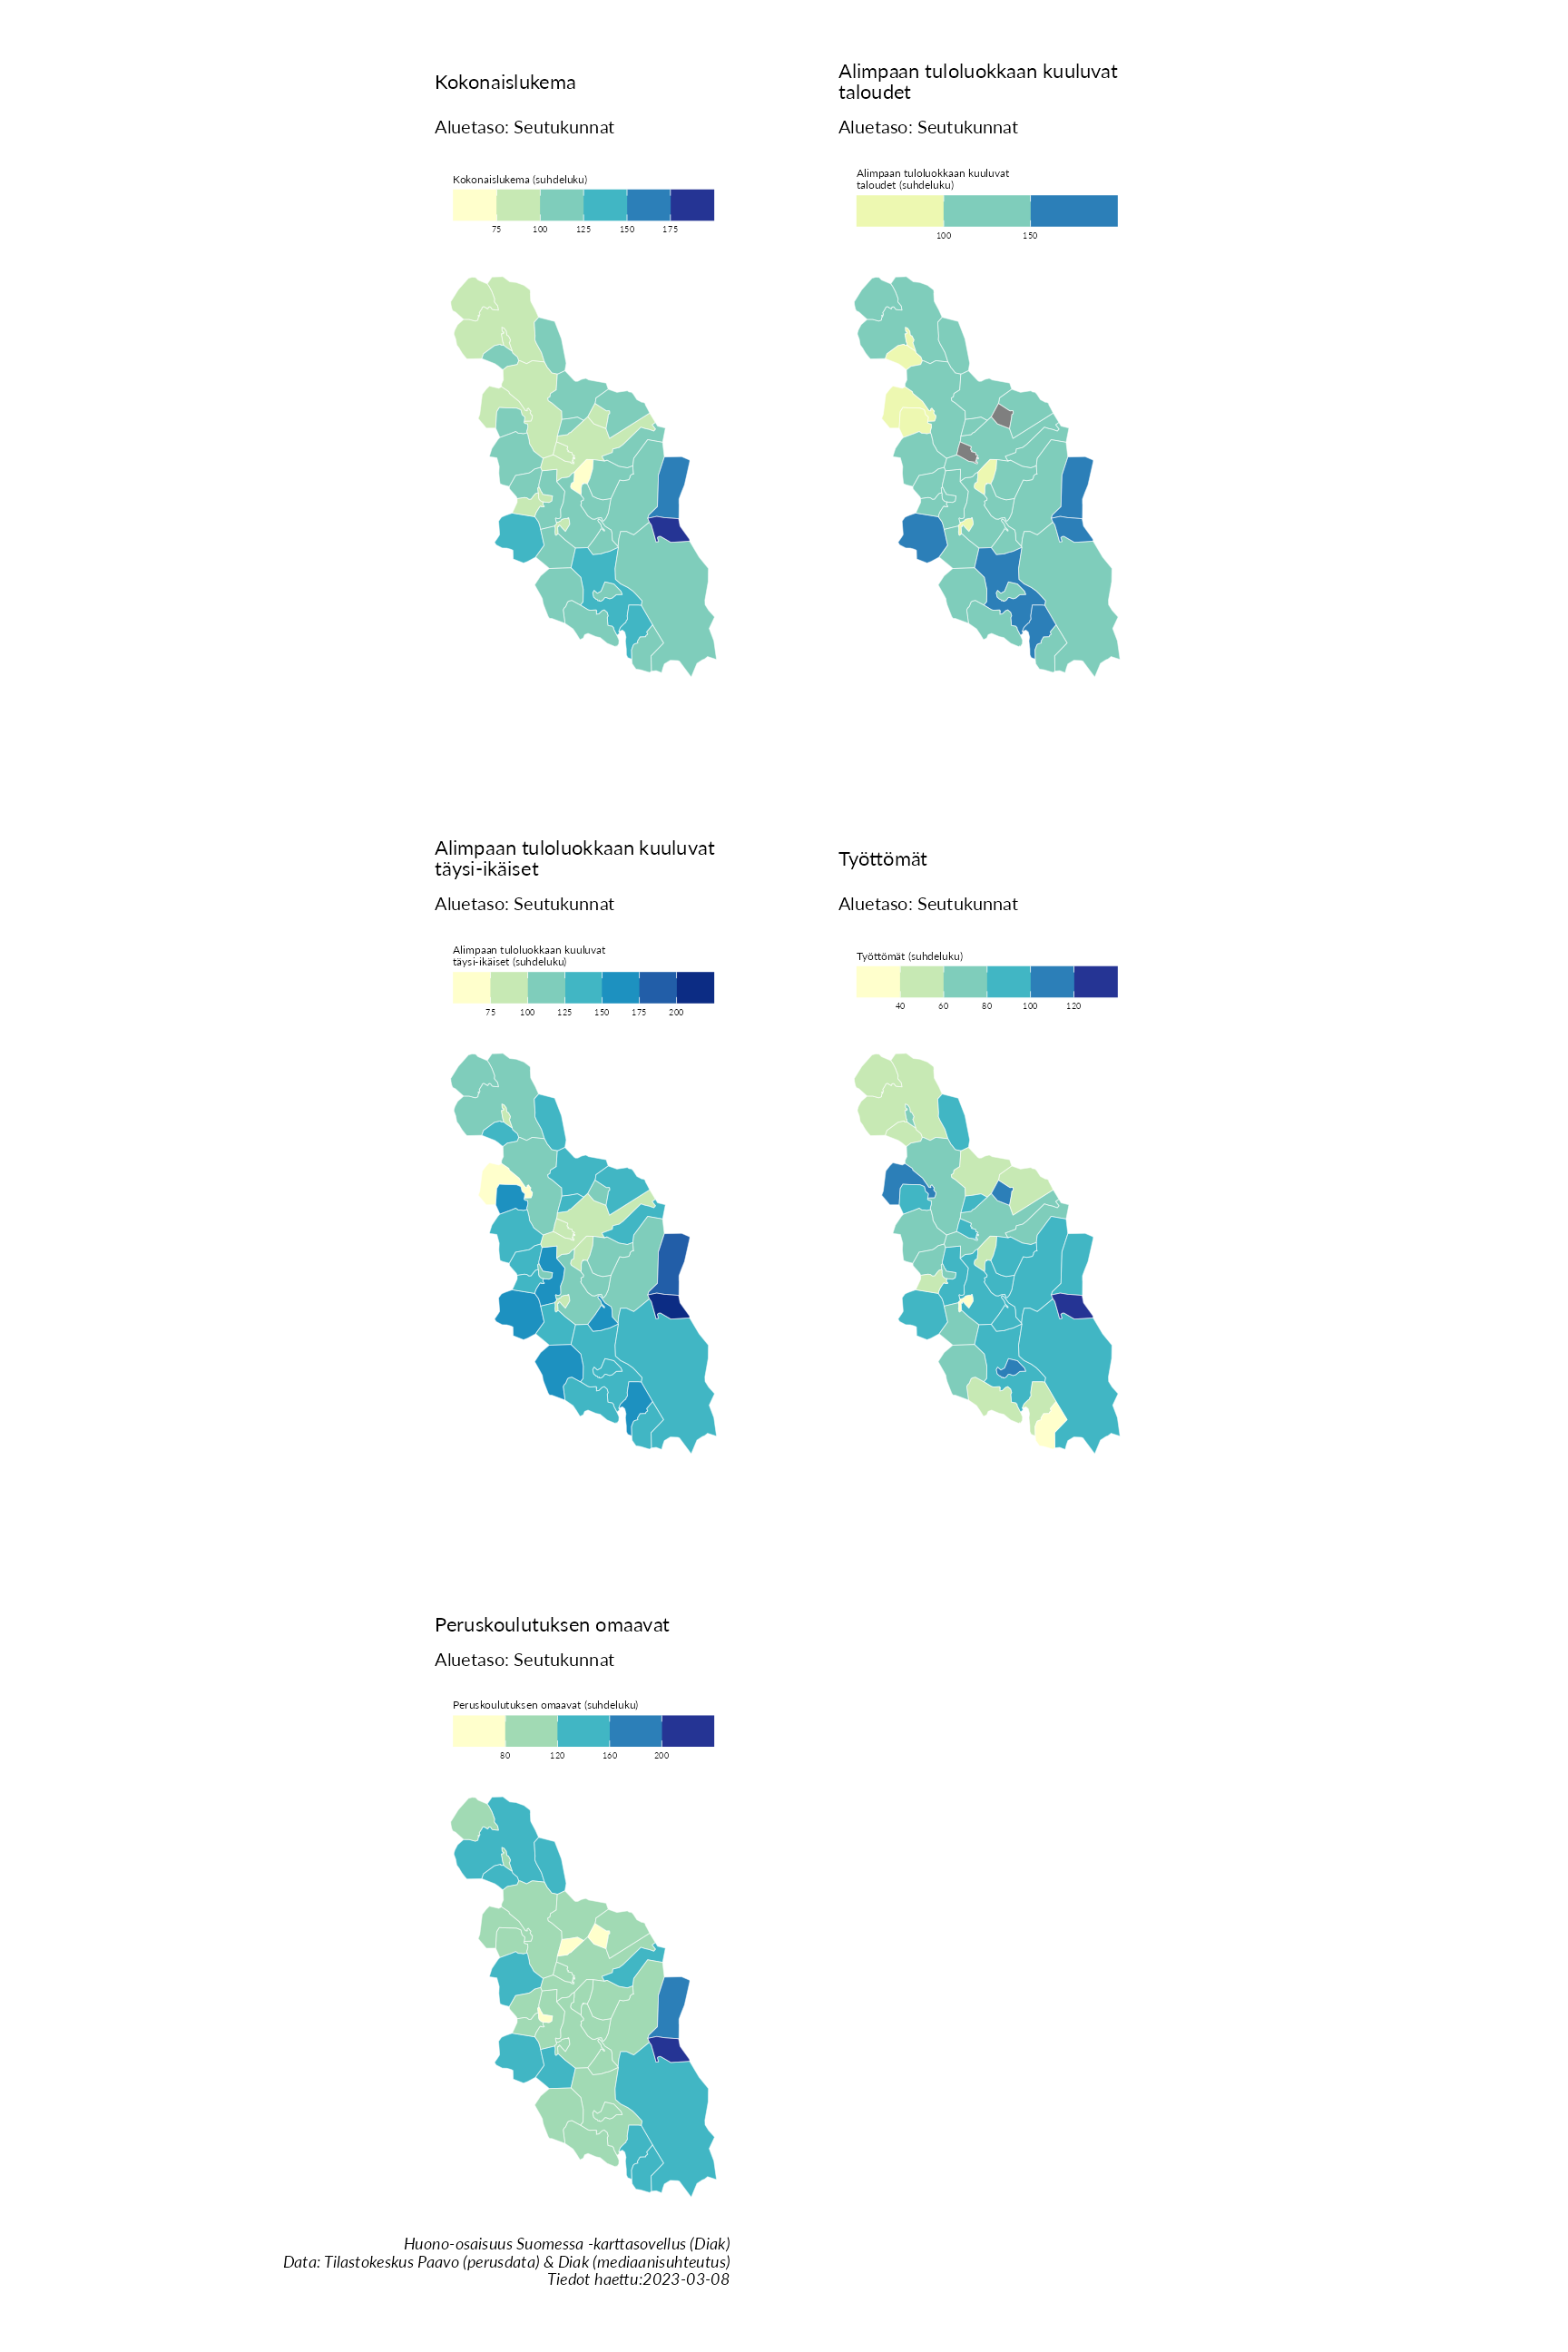 Kokonaislukema
Aluetaso: Seutukunnat
Kokonaislukema (suhdeluku)
75 100 125 150 175
Alimpaan tuloluokkaan kuuluvat
taloudet
Aluetaso: Seutukunnat
Alimpaan tuloluokkaan kuuluvat
taloudet (suhdeluku)
100 150
Alimpaan tuloluokkaan kuuluvat
täysi-ikäiset
Aluetaso: Seutukunnat
Alimpaan tuloluokkaan kuuluvat
täysi-ikäiset (suhdeluku)
75 100 125 150 175 200
Työttömät
Aluetaso: Seutukunnat
Työttömät (suhdeluku)
40 60 80 100 120
Peruskoulutuksen omaavat
Aluetaso: Seutukunnat
Peruskoulutuksen omaavat (suhdeluku)
80 120 160 200
Huono-osaisuus Suomessa -karttasovellus (Diak)
Data: Tilastokeskus Paavo (perusdata) & Diak (mediaanisuhteutus)
Tiedot haettu:2023-03-08